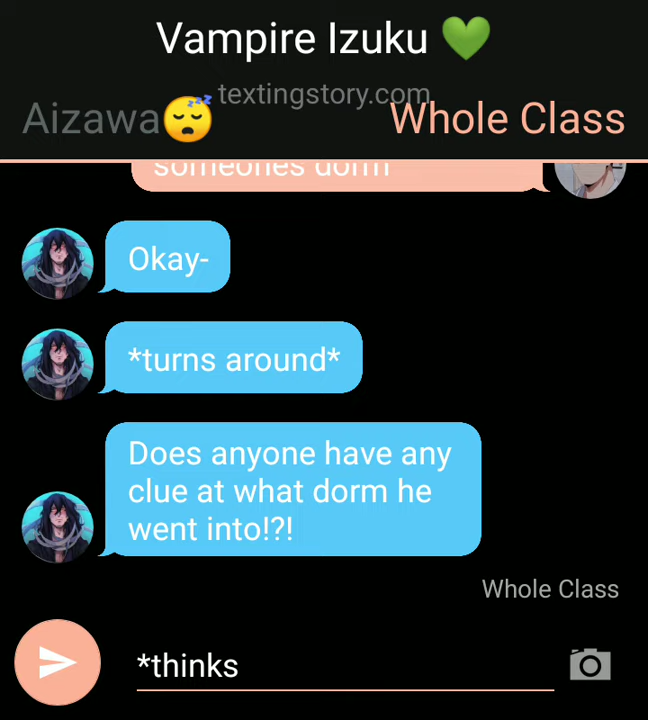 Vampire Izuku 💚
textingstory.com
Aizawa😴
Whole Class
someones dorm
Okay-
*turns around*
Does anyone have any
clue at what dorm he
went into!?!
Whole Class
*thinks